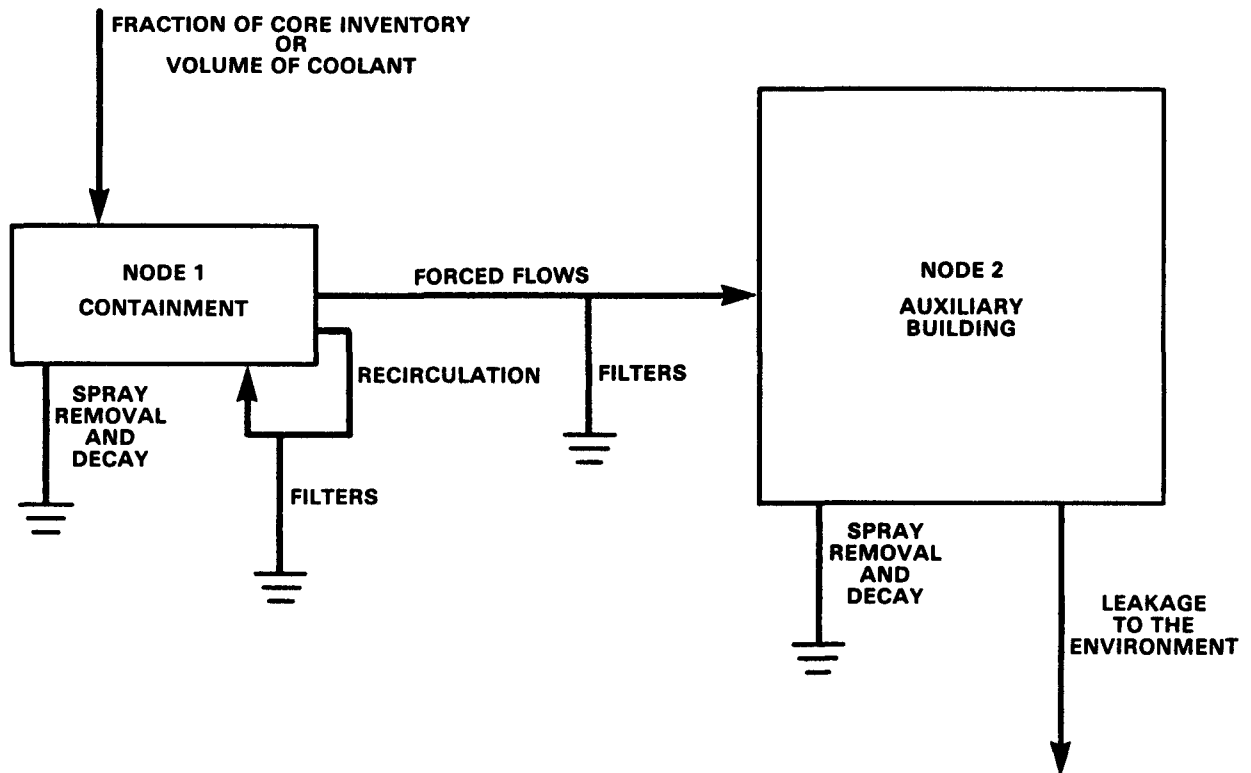 FRACTION OF CORE INVENTORY
OR
VOLUME OF COOLANT
NODE 1
CONTAINMENT
FORCED FLOWS
NODE 2
AUXILIARY
BUILDING
RECIRCULATION
FILTERS
SPRAY
REMOVAL
AND
DECAY
FILTERS
SPRAY
REMOVAL
AND
DECAY
LEAKAGE
TO THE
ENVIRONMENT